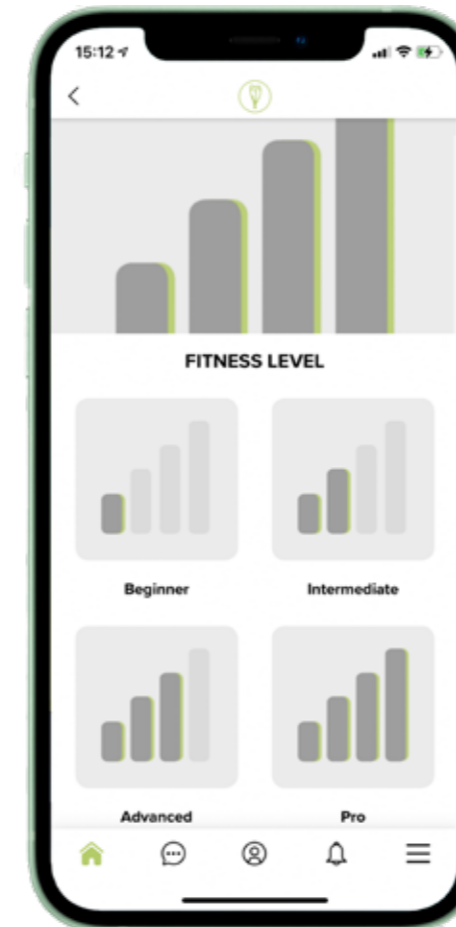 15:12
FITNESS LEVEL
Beginner
Intermediate
Advanced
Pro